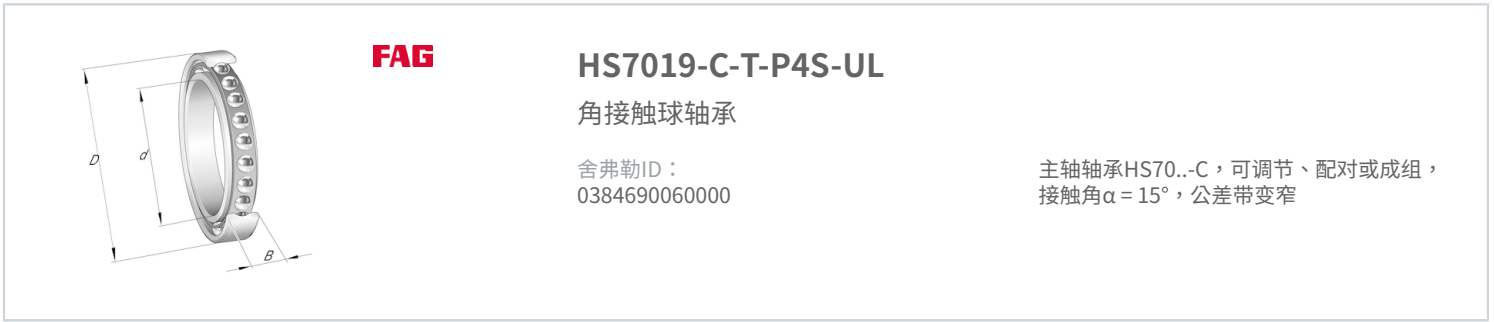 FAG
HS7019-C-T-P4S-UL
角接触球轴承
舍弗勒ID：
0384690060000
主轴轴承HS70..-C，可调节、配对或成组，
接触角α = 15°，公差带变窄
D
d
B